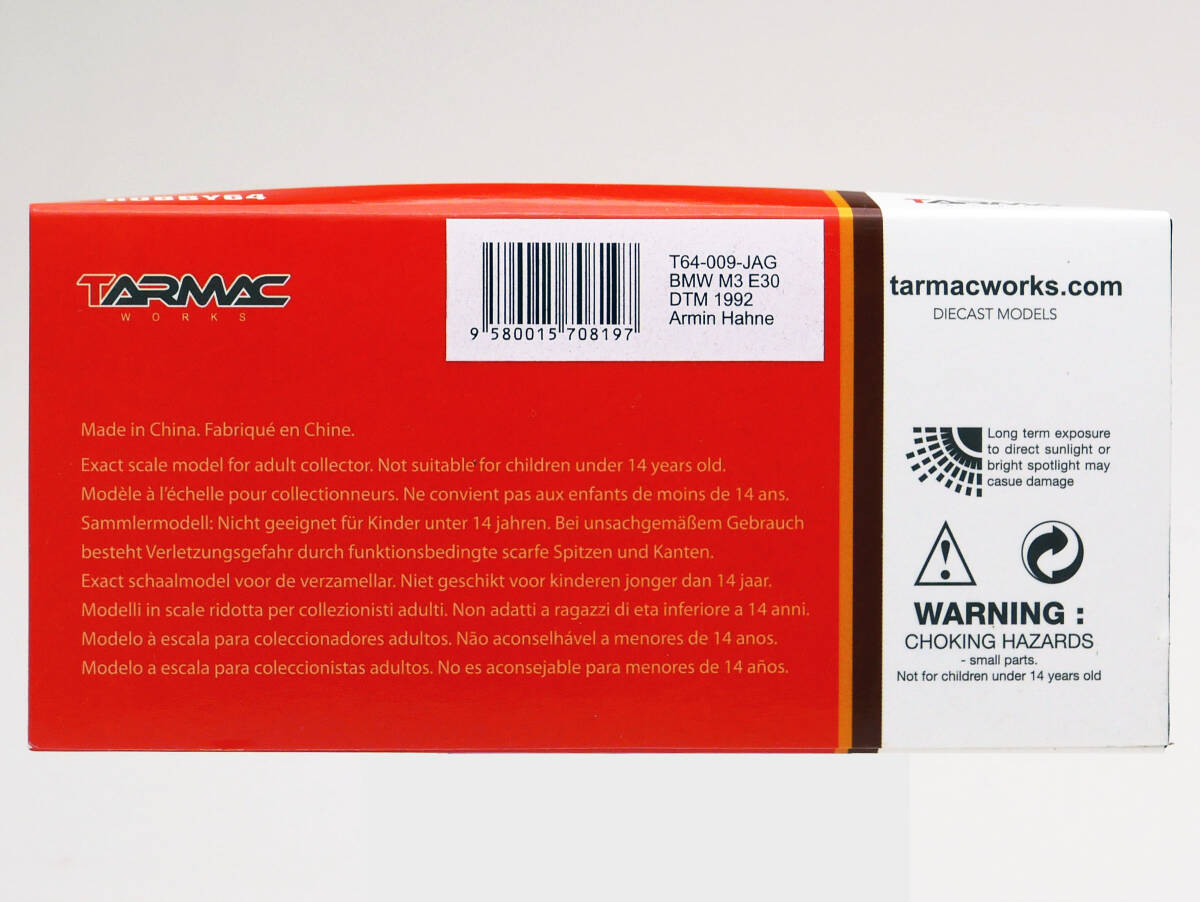 HOBBY64
TARMAC
WORKS
9 580015 708197
T64-009-JAG
BMW M3 E30
DTM 1992
Armin Hahne
Made in China. Fabriqué en Chine.
Exact scale model for adult collector. Not suitable for children under 14 years old.
Modèle à l'échelle pour collectionneurs. Ne convient pas aux enfants de moins de 14 ans.
Sammlermodell: Nicht geeignet für Kinder unter 14 jahren. Bei unsachgemäßem Gebrauch
besteht Verletzungsgefahr durch funktionsbedingte scarfe Spitzen und Kanten.
Exact schaalmodel voor de verzamellar. Niet geschikt voor kinderen jonger dan 14 jaar.
Modelli in scale ridotta per collezionisti adulti. Non adatti a ragazzi di eta inferiore a 14 anni.
Modelo à escala para coleccionadores adultos. Não aconselhável a menores de 14 anos.
Modelo a escala para coleccionistas adultos. No es aconsejable para menores de 14 años.
TARMAC
tarmacworks.com
DIECAST MODELS
Long term exposure
to direct sunlight or
bright spotlight may
casue damage
WARNING :
CHOKING HAZARDS
- small parts.
Not for children under 14 years old